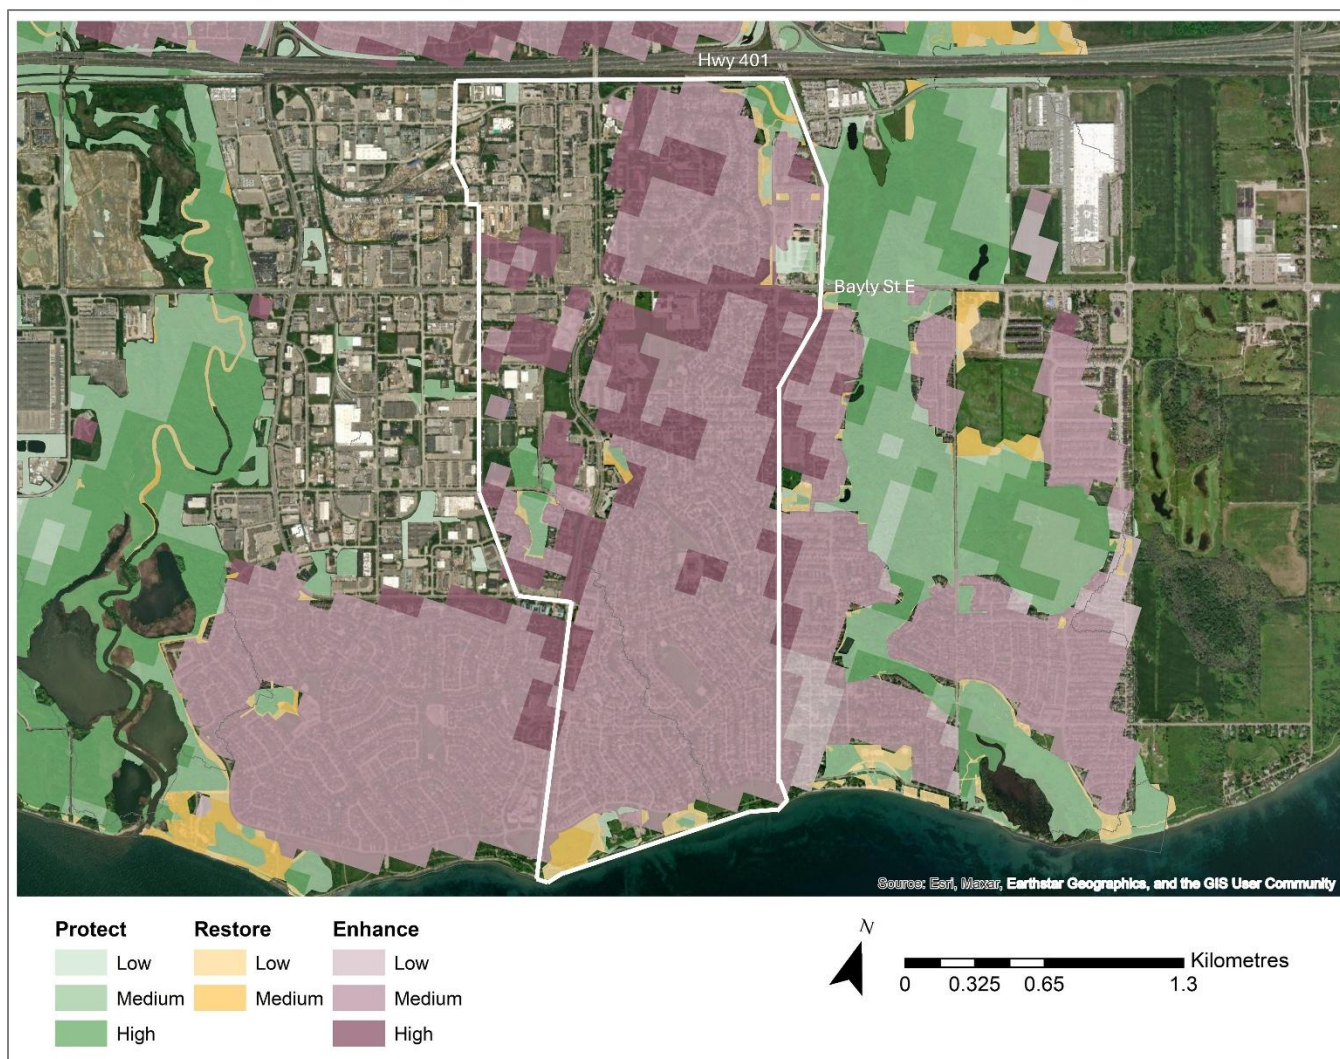 Hwy 401
Bayly St E
Source: Esri, Maxar, Earthstar Geographics, and the GIS User Community
Protect Restore Enhance
Low Low Low
Medium Medium Medium
High High
N
Kilometres
0 0.325 0.65 1.3